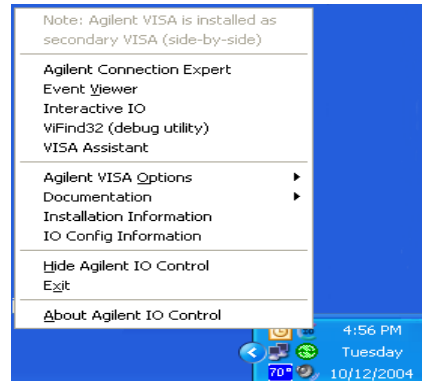 Note: Agilent VISA is installed as
secondary VISA (side-by-side)
Agilent Connection Expert
Event Viewer
Interactive IO
ViFind32 (debug utility)
VISA Assistant
Agilent VISA Options
Documentation
Installation Information
IO Config Information
Hide Agilent IO Control
Exit
About Agilent IO Control
4:56 PM
Tuesday
70° 10/12/2004